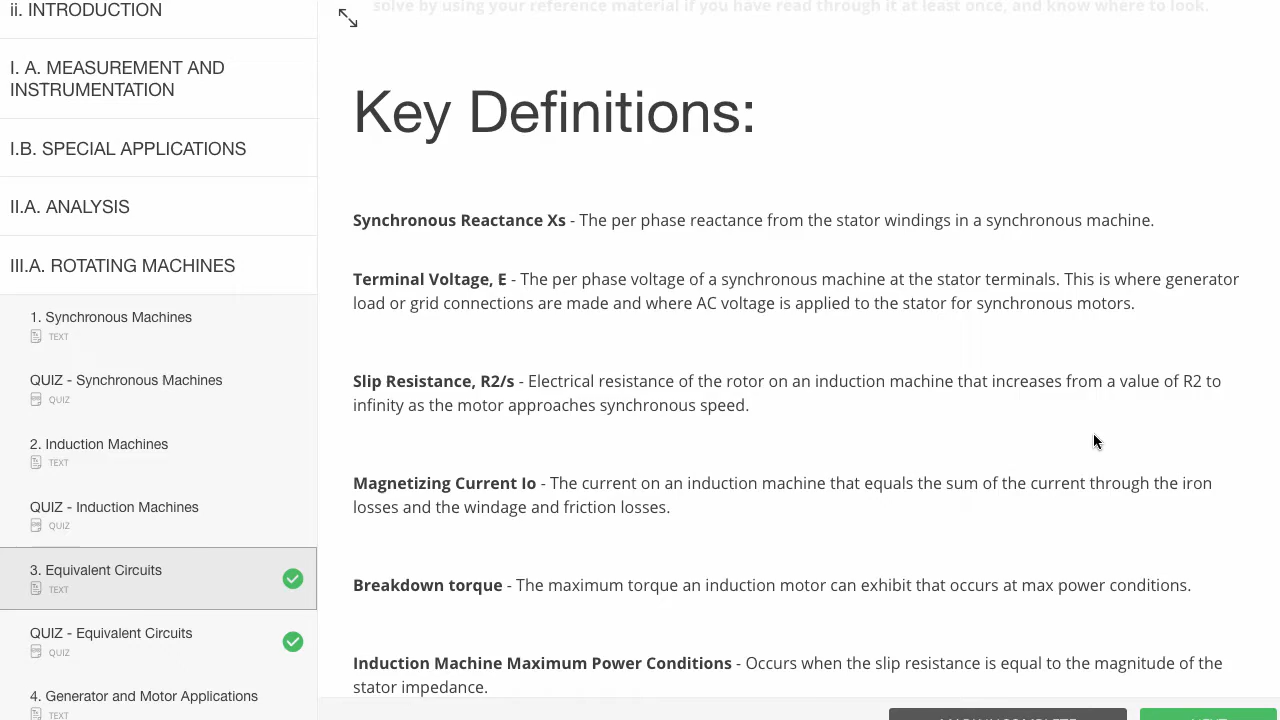 ii. INTRODUCTION
I. A. MEASUREMENT AND
INSTRUMENTATION
I.B. SPECIAL APPLICATIONS
II.A. ANALYSIS
III.A. ROTATING MACHINES
1. Synchronous Machines
TEXT
QUIZ - Synchronous Machines
QUIZ
2. Induction Machines
TEXT
QUIZ - Induction Machines
QUIZ
3. Equivalent Circuits
TEXT
QUIZ - Equivalent Circuits
QUIZ
4. Generator and Motor Applications
TEXT
solve by using your reference material if you have read through it at least once, and know where to look.
Key Definitions:
Synchronous Reactance Xs - The per phase reactance from the stator windings in a synchronous machine.
Terminal Voltage, E - The per phase voltage of a synchronous machine at the stator terminals. This is where generator
load or grid connections are made and where AC voltage is applied to the stator for synchronous motors.
Slip Resistance, R2/s - Electrical resistance of the rotor on an induction machine that increases from a value of R2 to
infinity as the motor approaches synchronous speed.
Magnetizing Current Io - The current on an induction machine that equals the sum of the current through the iron
losses and the windage and friction losses.
Breakdown torque - The maximum torque an induction motor can exhibit that occurs at max power conditions.
Induction Machine Maximum Power Conditions - Occurs when the slip resistance is equal to the magnitude of the
stator impedance.